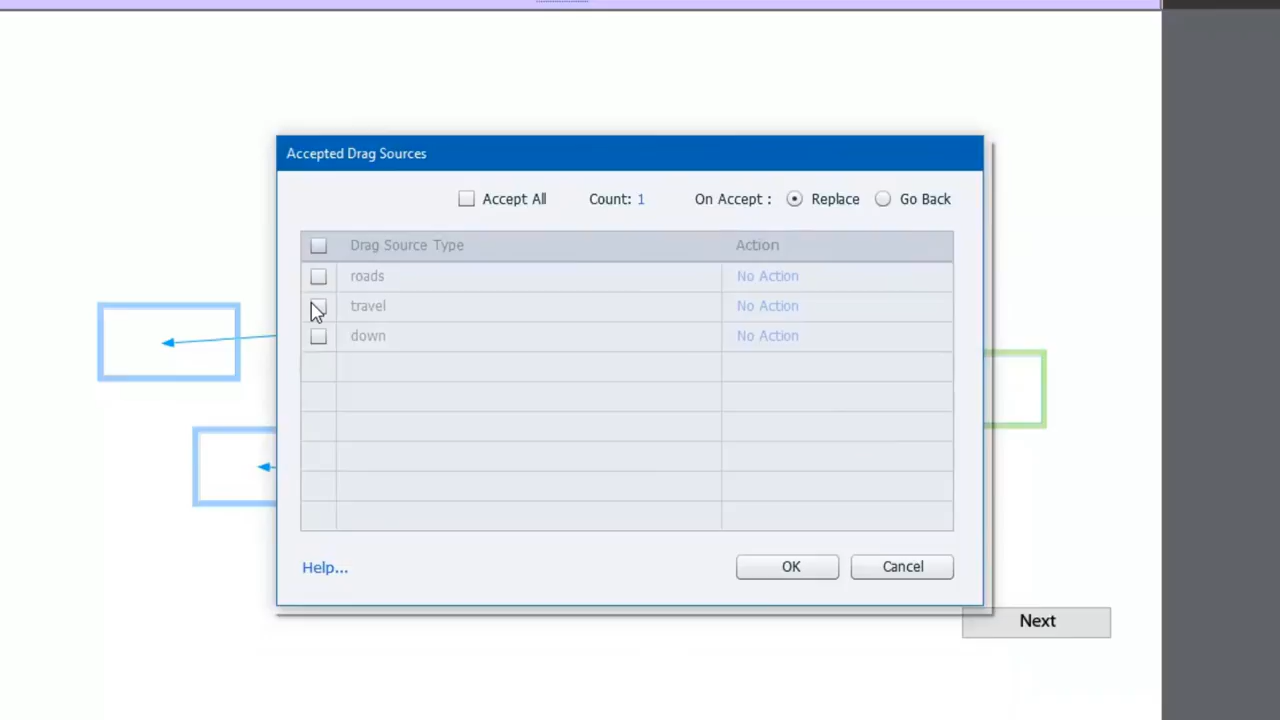 Accepted Drag Sources
Accept All Count: 1 On Accept : Replace Go Back
Drag Source Type Action
roads No Action
travel No Action
down No Action
Help... OK Cancel
Next